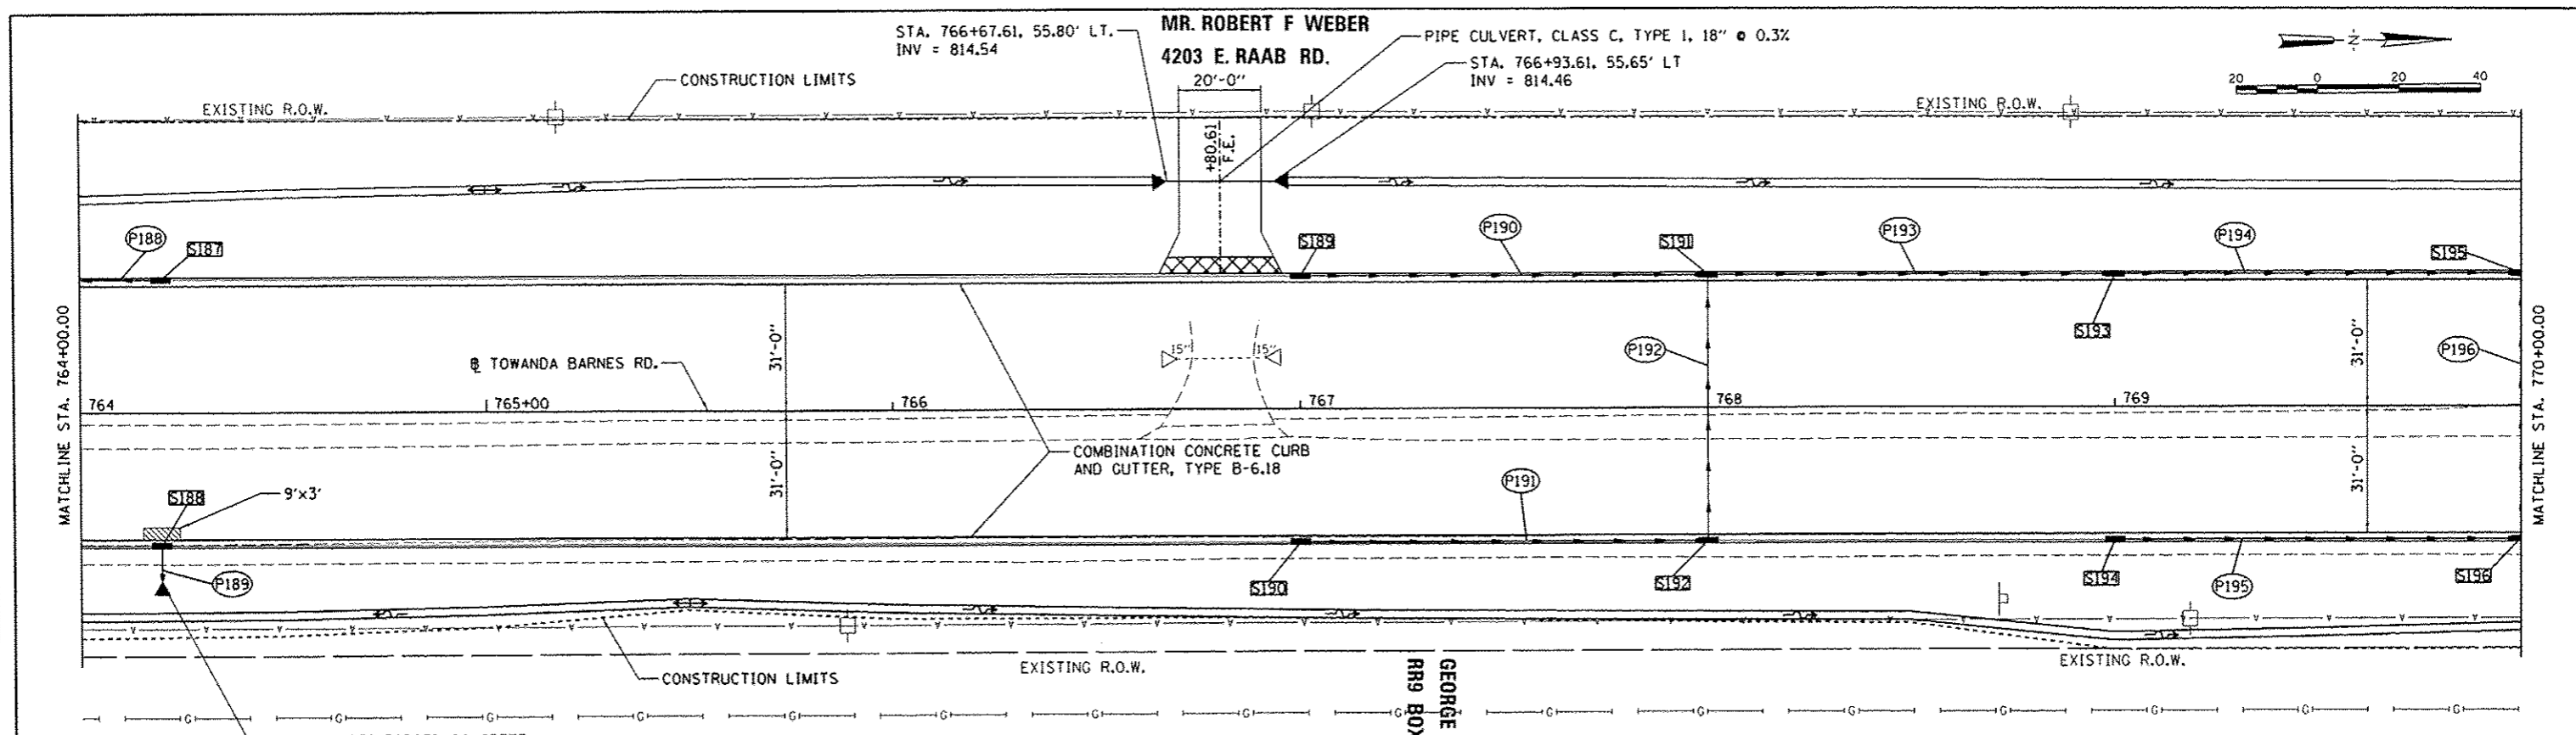 STA. 766+67.61, 55.80' LT.
INV = 814.54
MR. ROBERT F WEBER
4203 E. RAAB RD.
20'-0"
PIPE CULVERT, CLASS C, TYPE 1, 18" @ 0.3%
STA. 766+93.61, 55.65' LT
INV = 814.46
Z
20 0 20 40
CONSTRUCTION LIMITS
EXISTING R.O.W.
EXISTING R.O.W.
+80.61
F.E.
P188
S187
S189
P190
S191
P193
P194
S195
S193
MATCHLINE STA. 764+00.00
31'-0"
15" 15"
P192
31'-0"
P196
MATCHLINE STA. 770+00.00
℄ TOWANDA BARNES RD.
764 765+00 766 767 768 769
COMBINATION CONCRETE CURB
AND GUTTER, TYPE B-6.18
31'-0"
31'-0"
S188
9'x3'
P191
P189
S190
S192
S194
P195
S196
CONSTRUCTION LIMITS
EXISTING R.O.W.
EXISTING R.O.W.
GEORGE
RR9 BOX
G G G G G G G G G G G G G G G G